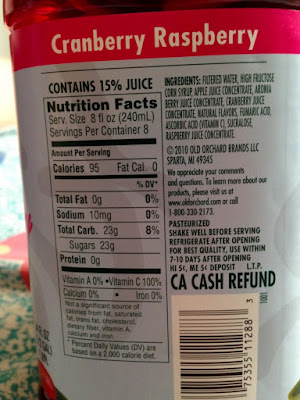 Cranberry Raspberry
CONTAINS 15% JUICE
Nutrition Facts
Serv. Size 8 fl oz (240mL)
Servings Per Container 8
Amount Per Serving
Calories 95 Fat Cal. 0
% DV*
Total Fat 0g 0%
Sodium 10mg 0%
Total Carb. 23g 8%
Sugars 23g
Protein 0g
Vitamin A 0% • Vitamin C 100%
Calcium 0% • Iron 0%
Not a significant source of
calories from fat, saturated
fat, trans fat, cholesterol,
dietary fiber, vitamin A,
calcium and iron.
* Percent Daily Values (DV) are
based on a 2,000 calorie diet.
INGREDIENTS: FILTERED WATER, HIGH FRUCTOSE
CORN SYRUP, APPLE JUICE CONCENTRATE, ARONIA
BERRY JUICE CONCENTRATE, CRANBERRY JUICE
CONCENTRATE, NATURAL FLAVORS, FUMARIC ACID,
ASCORBIC ACID (VITAMIN C), SUCRALOSE,
RASPBERRY JUICE CONCENTRATE.
© 2010 OLD ORCHARD BRANDS LLC
SPARTA, MI 49345
We appreciate your comments
and questions. To learn more about our
products, please visit us at
www.oldorchard.com or call
1-800-330-2173.
PASTEURIZED
SHAKE WELL BEFORE SERVING
REFRIGERATE AFTER OPENING
FOR BEST QUALITY, USE WITHIN
7-10 DAYS AFTER OPENING
HI 5¢, ME 5¢ DEPOSIT L.T.P.
CA CASH REFUND
1001
75355 11288 3